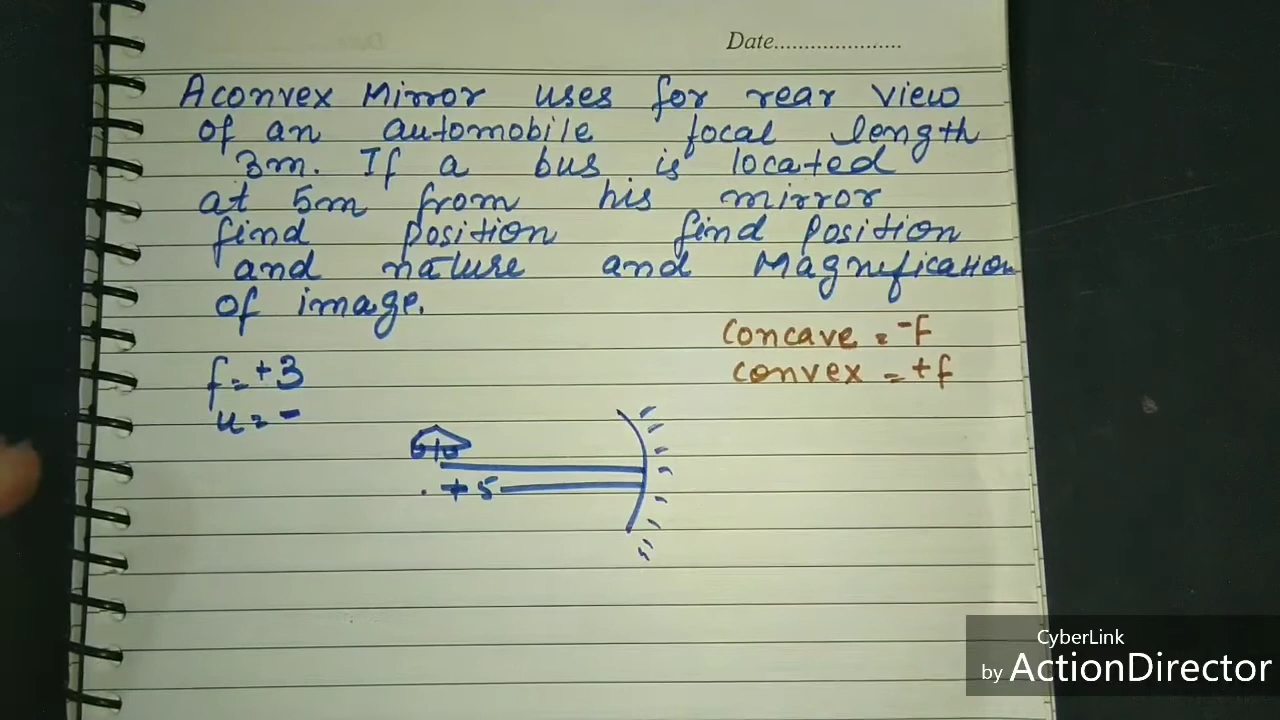 Date.....................
Aconvex Mirror uses for rear view
of an automobile focal length
3m. If a bus is located
at 5m from his mirror
find position find position
and nature and Magnification
of image.
concave = -f
convex = +f
f = +3
u = -
. + 5
CyberLink
by ActionDirector